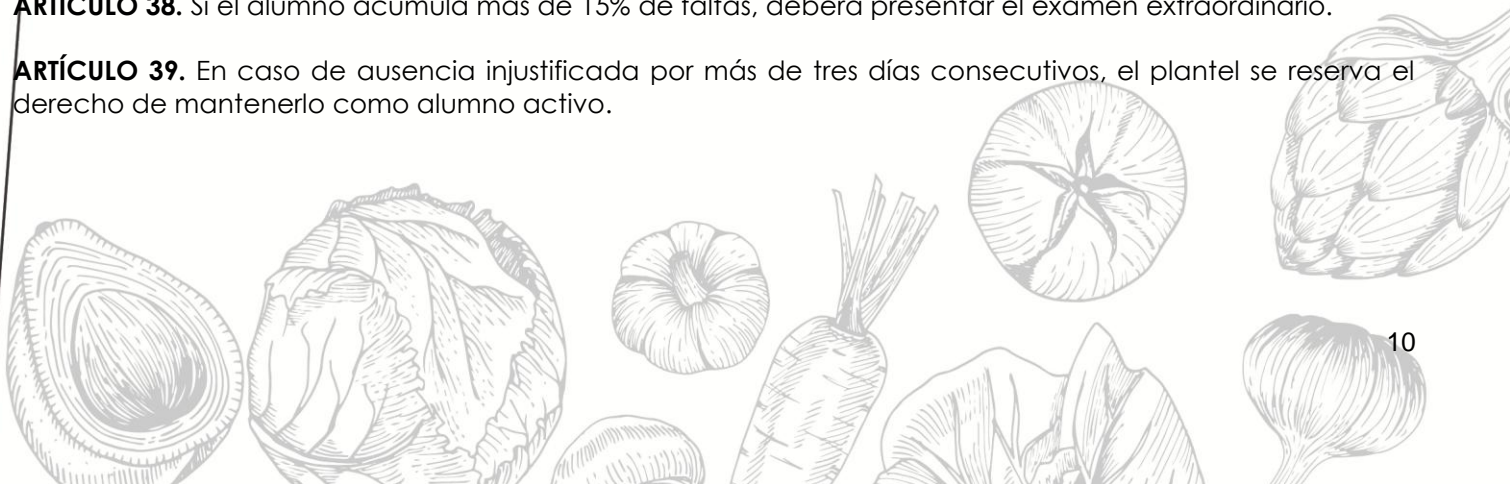 ARTÍCULO 38. Si el alumno acumula más de 15% de faltas, deberá presentar el examen extraordinario.
ARTÍCULO 39. En caso de ausencia injustificada por más de tres días consecutivos, el plantel se reserva el
derecho de mantenerlo como alumno activo.
10